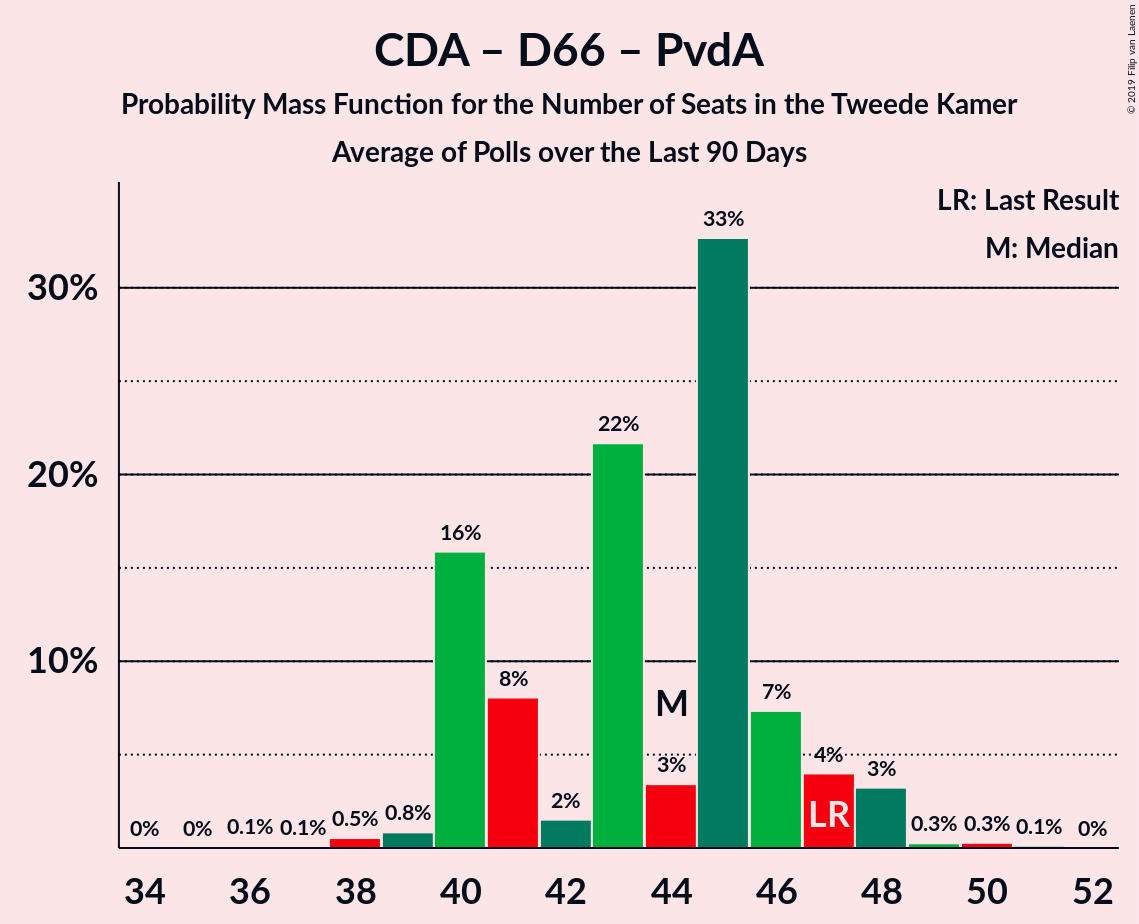 © 2019 Filip van Laenen
CDA – D66 – PvdA
Probability Mass Function for the Number of Seats in the Tweede Kamer
Average of Polls over the Last 90 Days
LR: Last Result
M: Median
30%
20%
10%
0%
0%
0.1%
0.1%
0.5%
0.8%
16%
8%
2%
22%
3%
33%
7%
4%
3%
0.3%
0.3%
0.1%
0%
M
LR
34 36 38 40 42 44 46 48 50 52